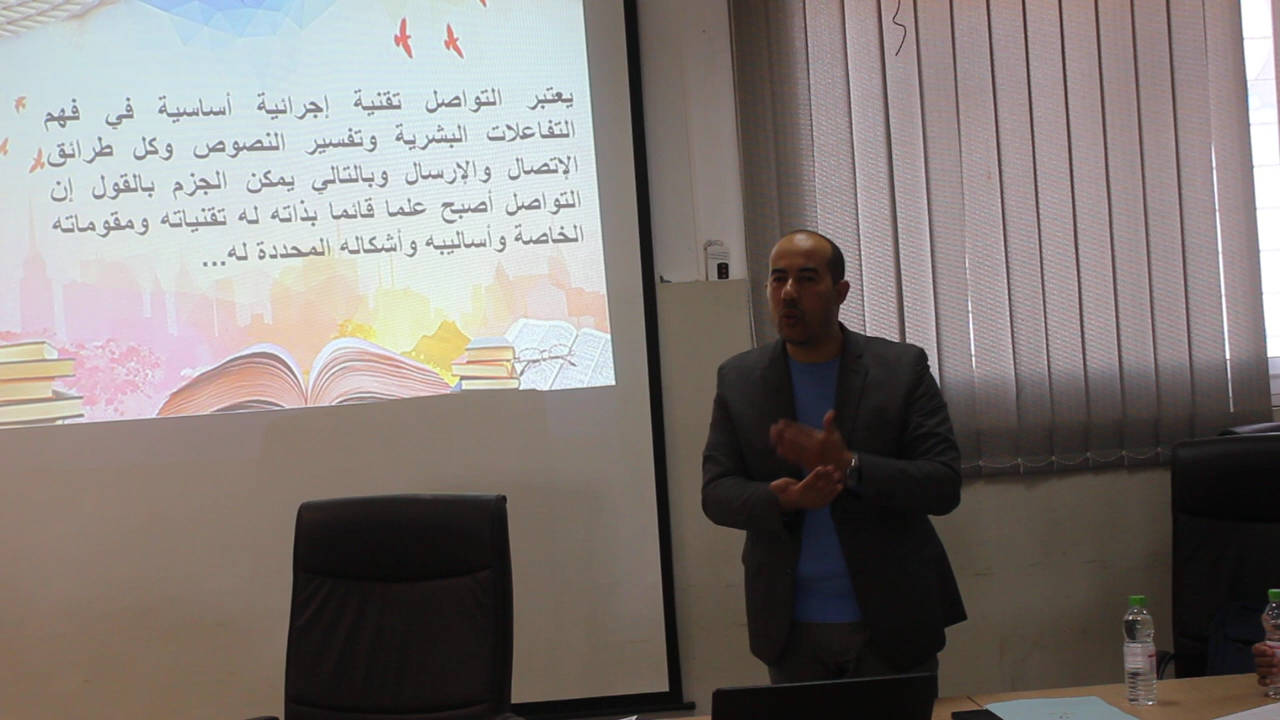 يعتبر التواصل تقنية إجرائية أساسية في فهم
التفاعلات البشرية وتفسير النصوص وكل طرائق
الإتصال والإرسال وبالتالي يمكن الجزم بالقول إن
التواصل أصبح علما قائما بذاته له تقنياته ومقوماته
الخاصة وأساليبه وأشكاله المحددة له...